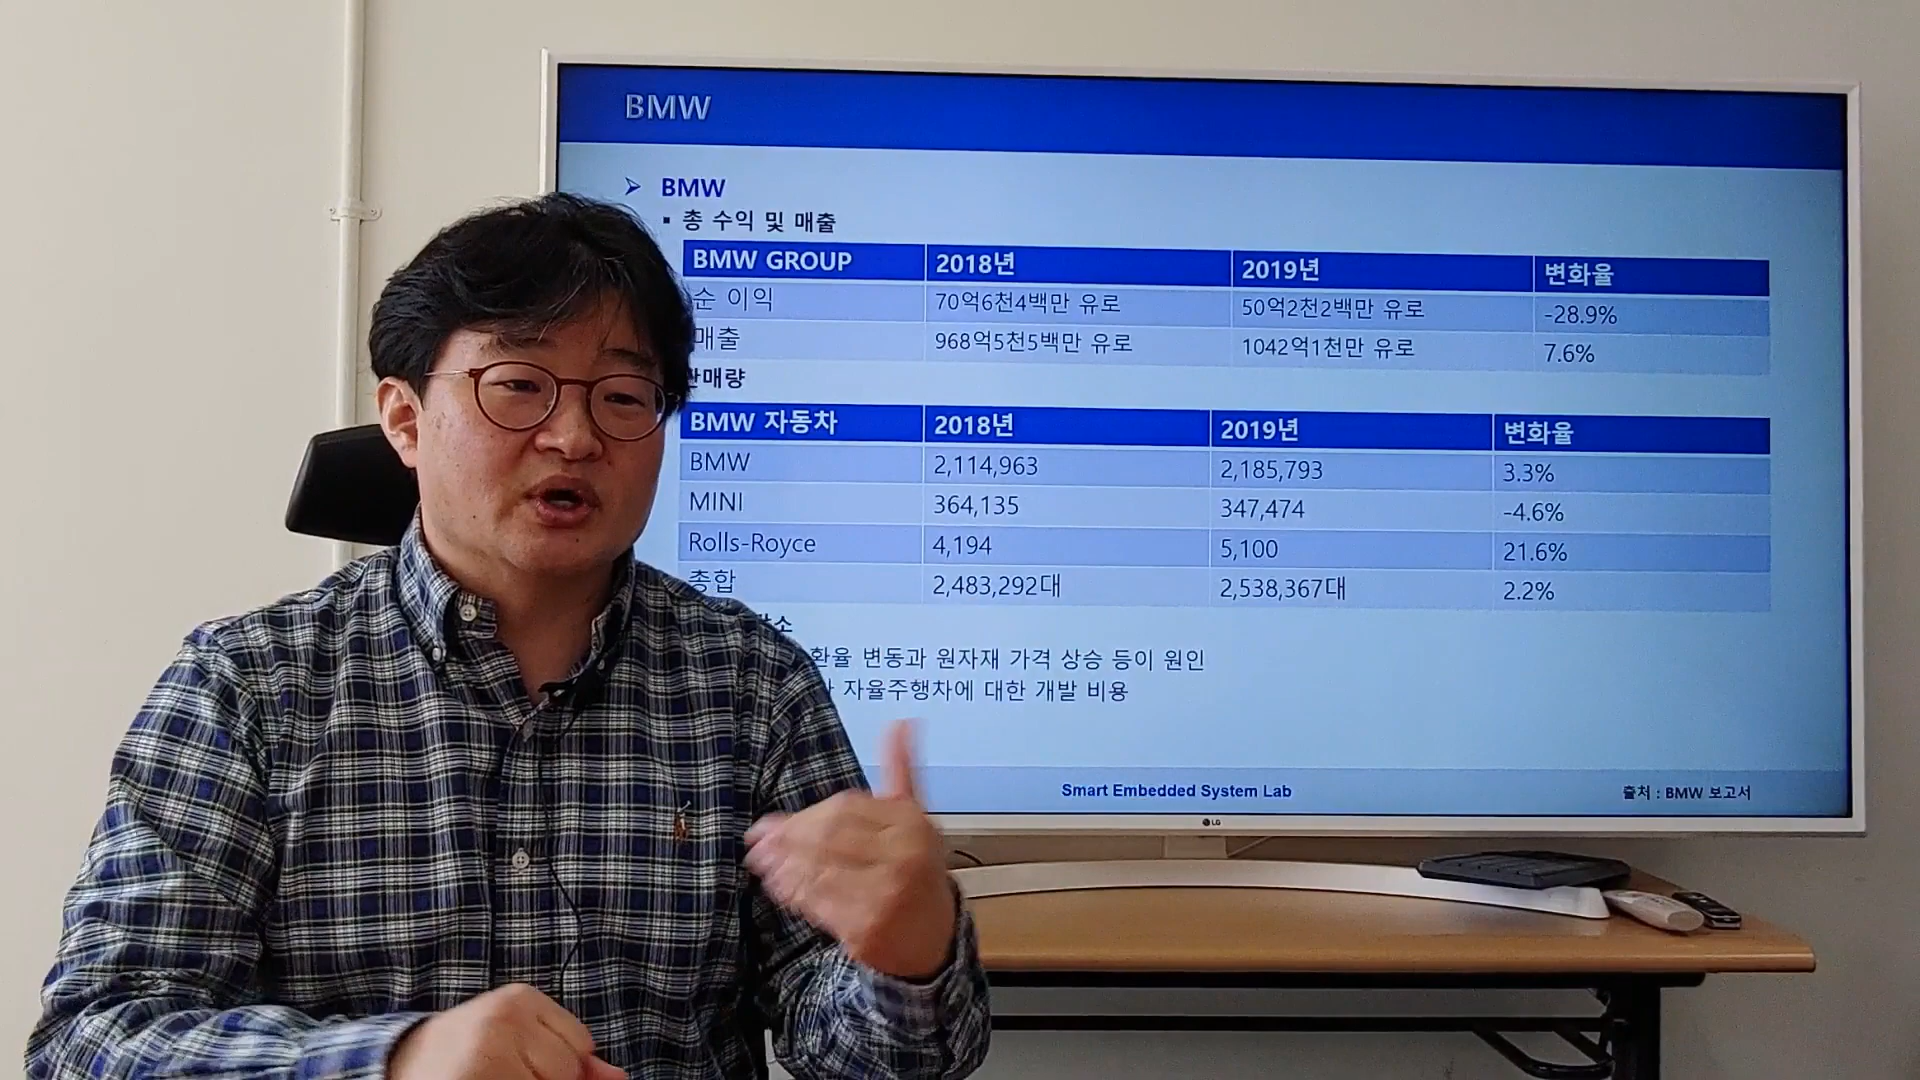 BMW
➢ BMW
▪ 총 수익 및 매출
BMW GROUP 2018년 2019년 변화율
순 이익 70억6천4백만 유로 50억2천2백만 유로 -28.9%
매출 968억5천5백만 유로 1042억1천만 유로 7.6%
판매량
BMW 자동차 2018년 2019년 변화율
BMW 2,114,963 2,185,793 3.3%
MINI 364,135 347,474 -4.6%
Rolls-Royce 4,194 5,100 21.6%
총합 2,483,292대 2,538,367대 2.2%
환율 변동과 원자재 가격 상승 등이 원인
자율주행차에 대한 개발 비용
Smart Embedded System Lab
출처 : BMW 보고서
LG